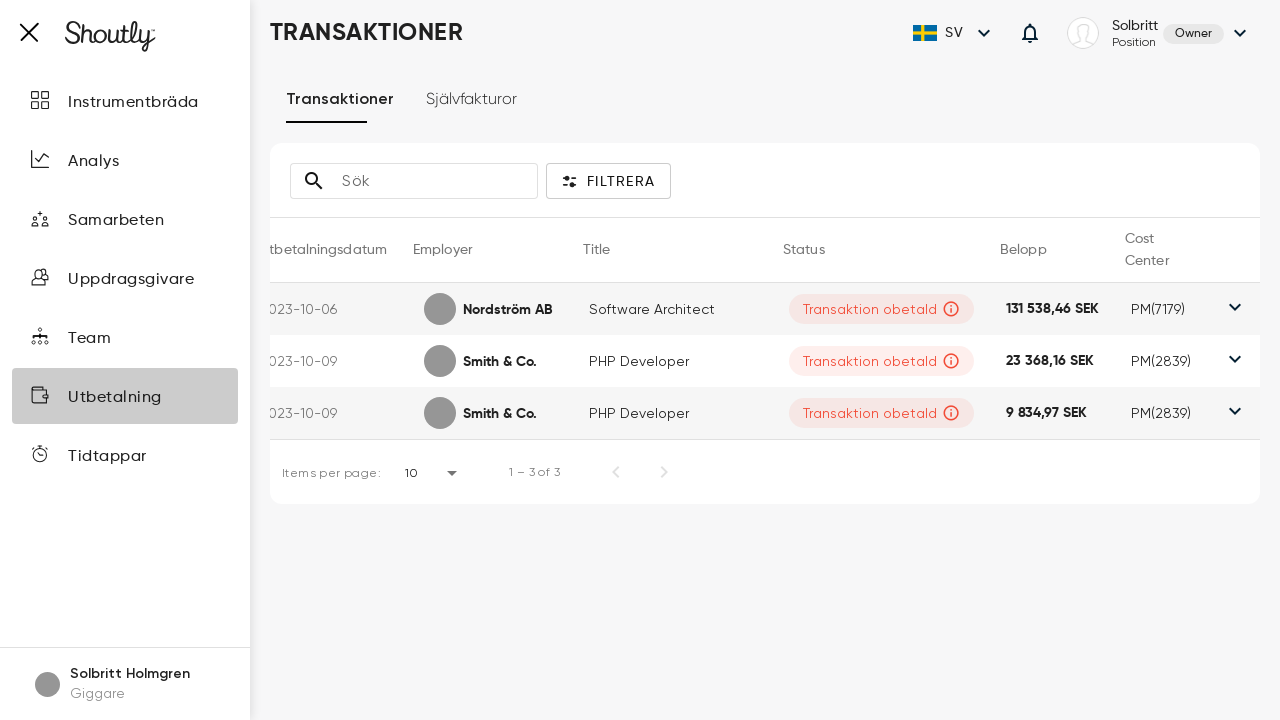 Shoutly
TRANSAKTIONER
SV
Solbritt
Position
Owner
Instrumentbräda
Analys
Samarbeten
Uppdragsgivare
Team
Utbetalning
Tidtappar
Solbritt Holmgren
Giggare
Transaktioner
Självfakturor
Sök
FILTRERA
tbetalningsdatum
Employer
Title
Status
Belopp
Cost
Center
023-10-06
Nordström AB
Software Architect
Transaktion obetald
131 538,46 SEK
PM(7179)
023-10-09
Smith & Co.
PHP Developer
Transaktion obetald
23 368,16 SEK
PM(2839)
023-10-09
Smith & Co.
PHP Developer
Transaktion obetald
9 834,97 SEK
PM(2839)
Items per page:
10
1 – 3 of 3